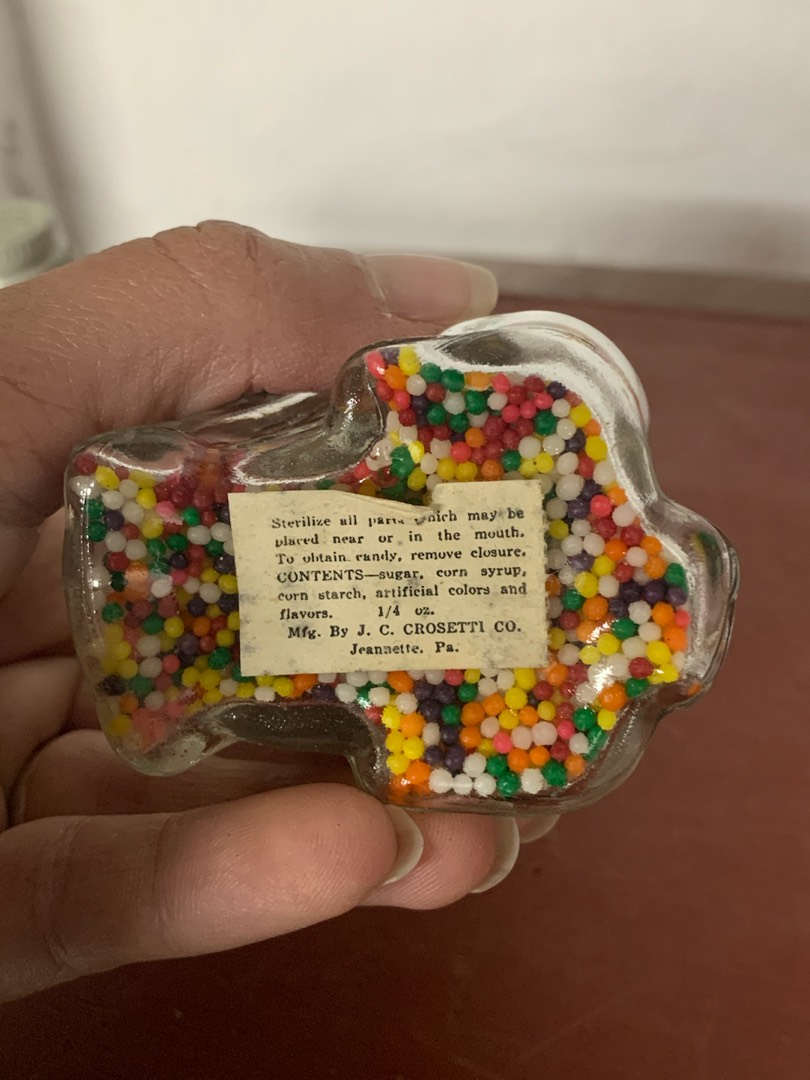 Sterilize all parts which may be
placed near or in the mouth.
To obtain candy, remove closure.
CONTENTS—sugar, corn syrup,
corn starch, artificial colors and
flavors. 1/4 oz.
Mfg. By J. C. CROSETTI CO.
Jeannette, Pa.